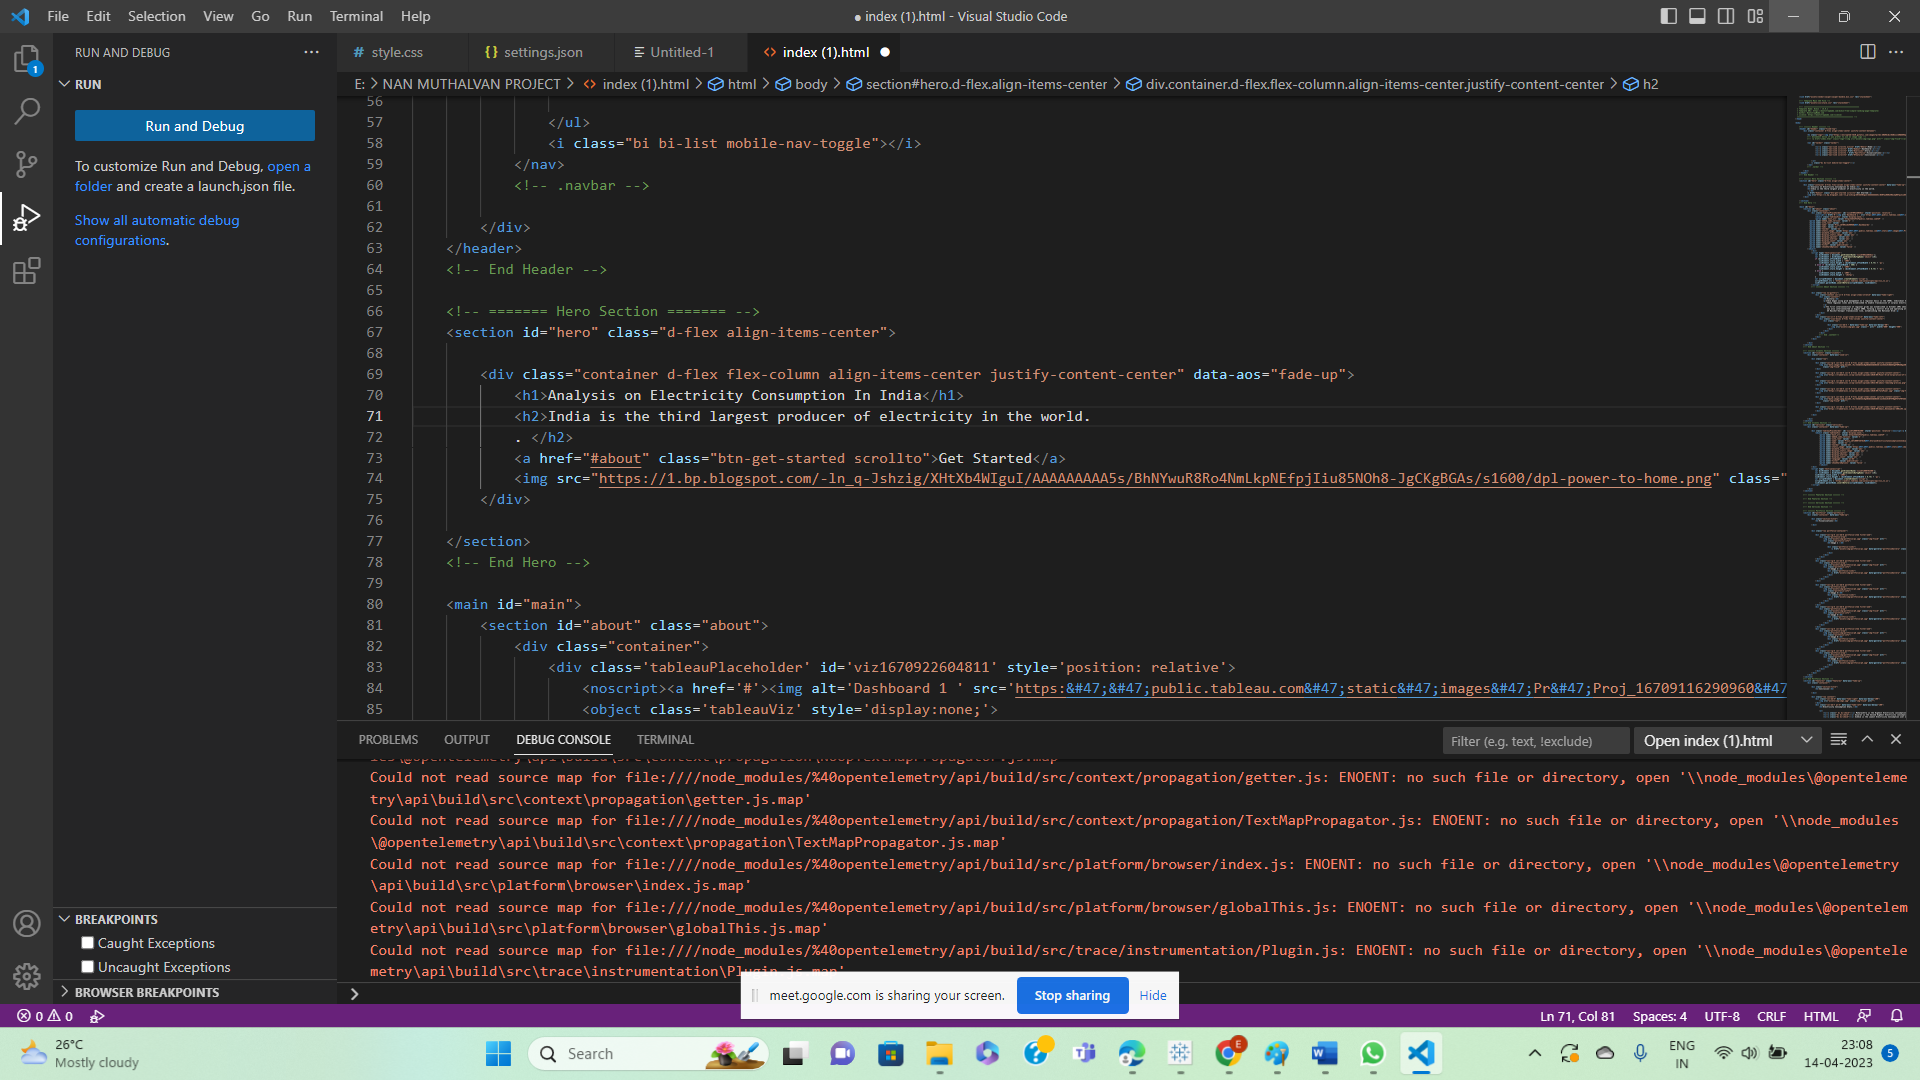 File Edit Selection View Go Run Terminal Help
● index (1).html - Visual Studio Code
RUN AND DEBUG ···
style.css
{} settings.json
Untitled-1
<> index (1).html ●
E: > NAN MUTHALVAN PROJECT > <> index (1).html > html > body > section#hero.d-flex.align-items-center > div.container.d-flex.flex-column.align-items-center.justify-content-center > h2
1
RUN
Run and Debug
To customize Run and Debug, open a
folder and create a launch.json file.
Show all automatic debug
configurations.
56
57 </ul>
58 <i class="bi bi-list mobile-nav-toggle"></i>
59 </nav>
60 <!-- .navbar -->
61
62 </div>
63 </header>
64 <!-- End Header -->
65
66 <!-- ======= Hero Section ======= -->
67 <section id="hero" class="d-flex align-items-center">
68
69 <div class="container d-flex flex-column align-items-center justify-content-center" data-aos="fade-up">
70 <h1>Analysis on Electricity Consumption In India</h1>
71 <h2>India is the third largest producer of electricity in the world.
72 . </h2>
73 <a href="#about" class="btn-get-started scrollto">Get Started</a>
74 <img src="https://1.bp.blogspot.com/-ln_q-Jshzig/XHtXb4WIguI/AAAAAAAAA5s/BhNYwuR8Ro4NmLkpNEfpjIiu85NOh8-JgCKgBGAs/s1600/dpl-power-to-home.png" class="
75 </div>
76
77 </section>
78 <!-- End Hero -->
79
80 <main id="main">
81 <section id="about" class="about">
82 <div class="container">
83 <div class='tableauPlaceholder' id='viz1670922604811' style='position: relative'>
84 <noscript><a href='#'><img alt='Dashboard 1 ' src='https:&#47;&#47;public.tableau.com&#47;static&#47;images&#47;Pr&#47;Proj_16709116290960&#47
85 <object class='tableauViz' style='display:none;'>
PROBLEMS OUTPUT DEBUG CONSOLE TERMINAL
Filter (e.g. text, !exclude)
Open index (1).html
Could not read source map for file:////node_modules/%40opentelemetry/api/build/src/context/propagation/getter.js: ENOENT: no such file or directory, open '\\node_modules\@openteleme
try\api\build\src\context\propagation\getter.js.map'
Could not read source map for file:////node_modules/%40opentelemetry/api/build/src/context/propagation/TextMapPropagator.js: ENOENT: no such file or directory, open '\\node_modules
\@opentelemetry\api\build\src\context\propagation\TextMapPropagator.js.map'
Could not read source map for file:////node_modules/%40opentelemetry/api/build/src/platform/browser/index.js: ENOENT: no such file or directory, open '\\node_modules\@opentelemetry
\api\build\src\platform\browser\index.js.map'
Could not read source map for file:////node_modules/%40opentelemetry/api/build/src/platform/browser/globalThis.js: ENOENT: no such file or directory, open '\\node_modules\@opentelem
etry\api\build\src\platform\browser\globalThis.js.map'
Could not read source map for file:////node_modules/%40opentelemetry/api/build/src/trace/instrumentation/Plugin.js: ENOENT: no such file or directory, open '\\node_modules\@opentele
metry\api\build\src\trace\instrumentation\Plugin.js.map'
BREAKPOINTS
Caught Exceptions
Uncaught Exceptions
BROWSER BREAKPOINTS
meet.google.com is sharing your screen. Stop sharing Hide
0 0
Ln 71, Col 81 Spaces: 4 UTF-8 CRLF HTML
26°C
Mostly cloudy
Search
E
ENG
IN
23:08
14-04-2023
5